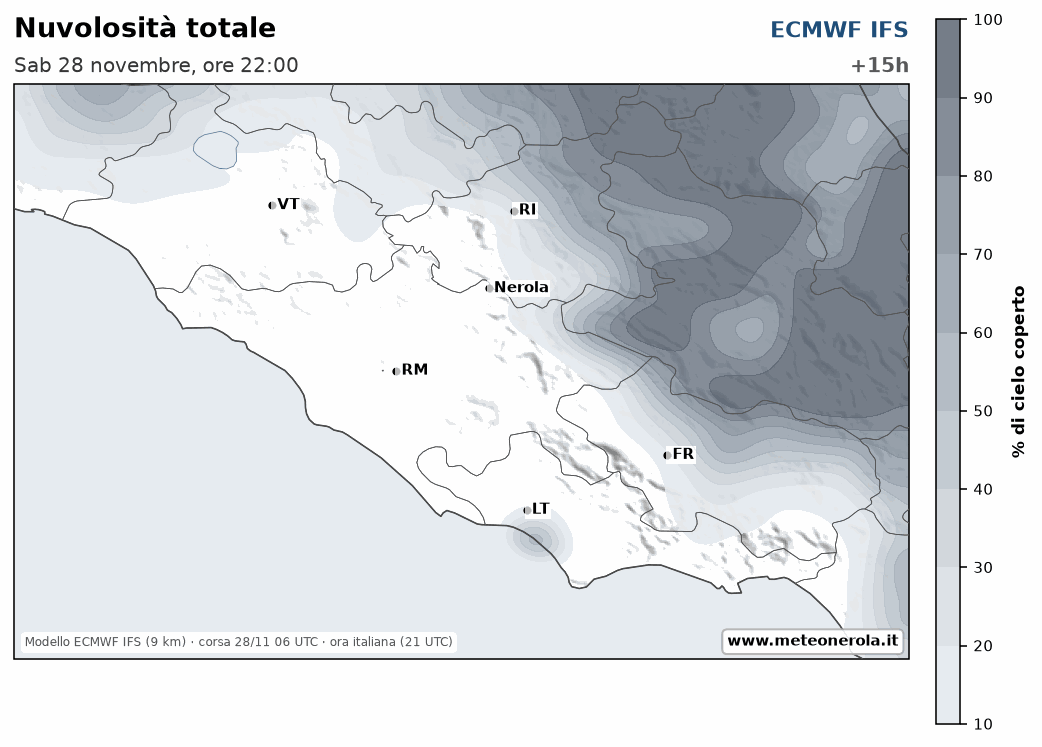 Nuvolosità totale
ECMWF IFS
Sab 28 novembre, ore 22:00
+15h
VT
RI
Nerola
RM
FR
LT
Modello ECMWF IFS (9 km) · corsa 28/11 06 UTC · ora italiana (21 UTC)
www.meteonerola.it
100
90
80
70
60
50
40
30
20
10
% di cielo coperto